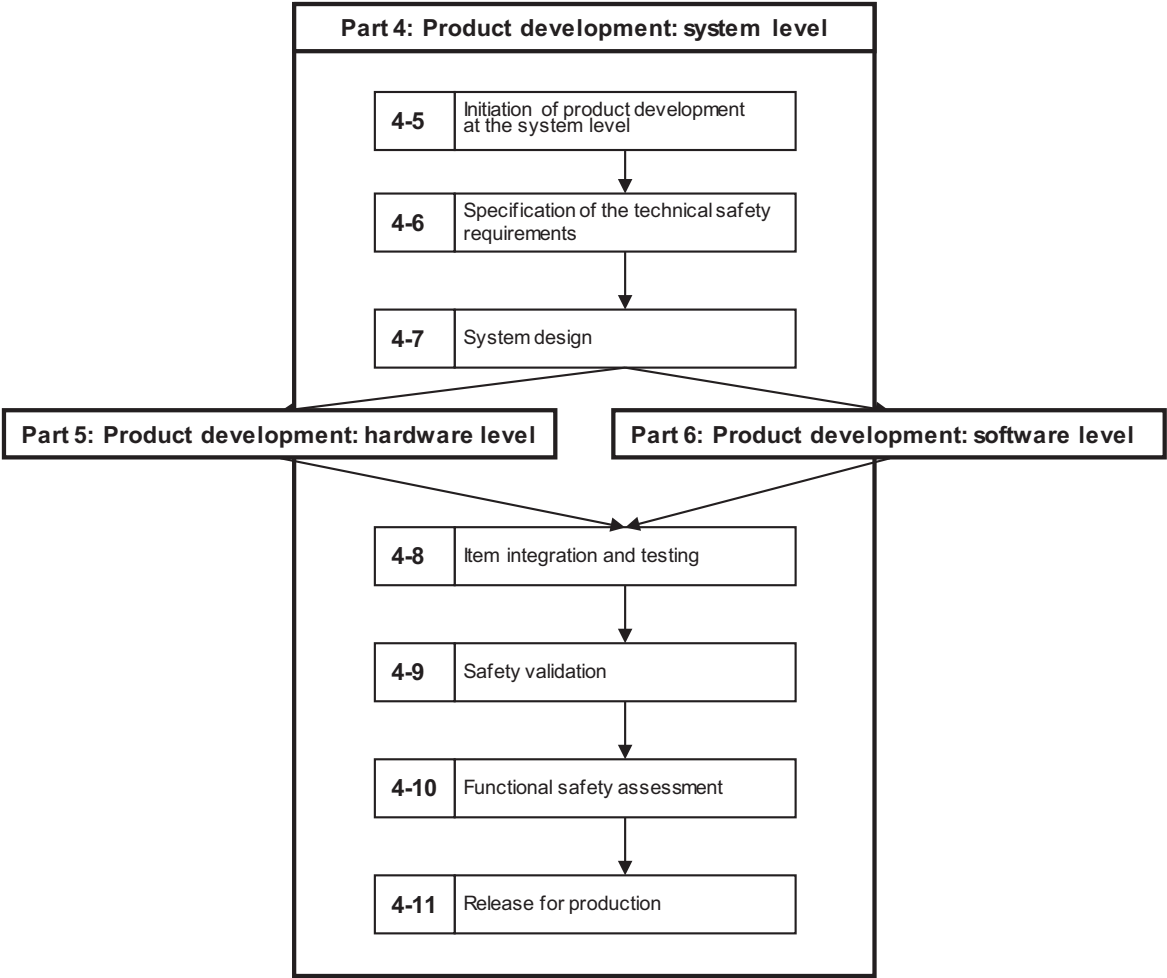 Part 4: Product development: system level
4-5
Initiation of product development
at the system level
4-6
Specification of the technical safety
requirements
4-7
System design
Part 5: Product development: hardware level
Part 6: Product development: software level
4-8
Item integration and testing
4-9
Safety validation
4-10
Functional safety assessment
4-11
Release for production